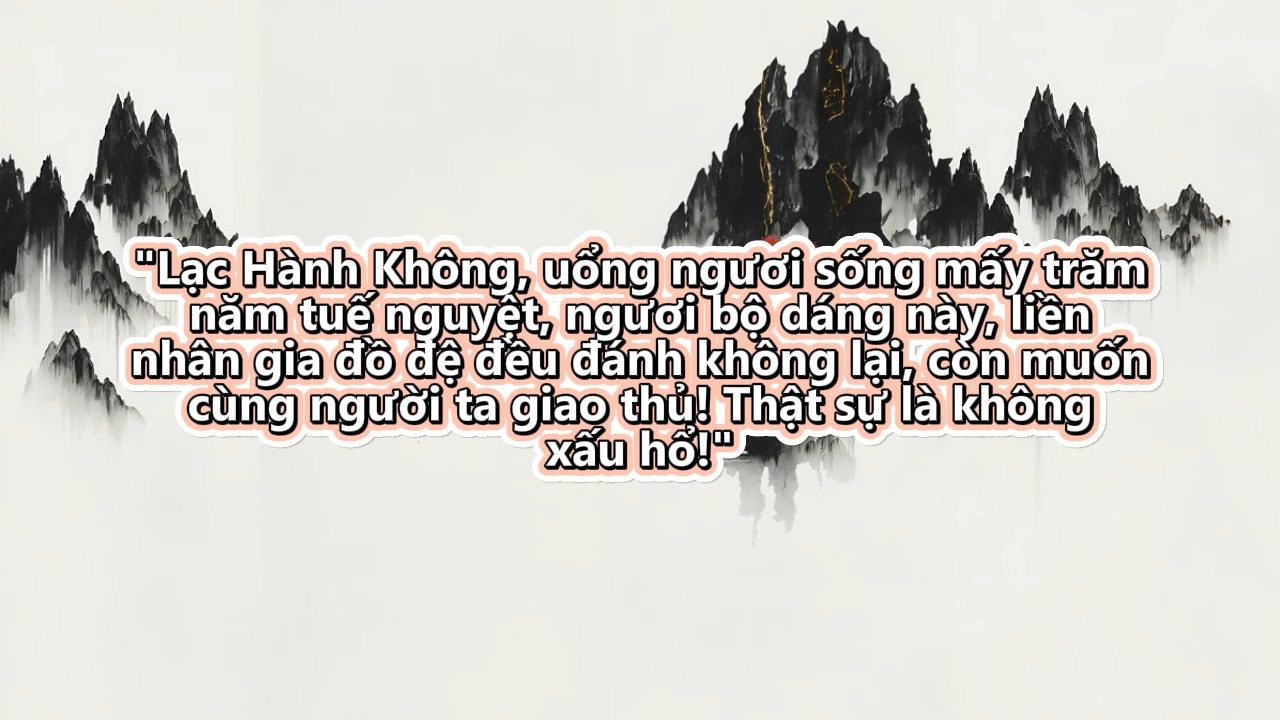 "Lạc Hành Không, uổng ngươi sống mấy trăm
năm tuế nguyệt, ngươi bộ dáng này, liền
nhân gia đồ đệ đều đánh không lại, còn muốn
cùng người ta giao thủ! Thật sự là không
xấu hổ!"